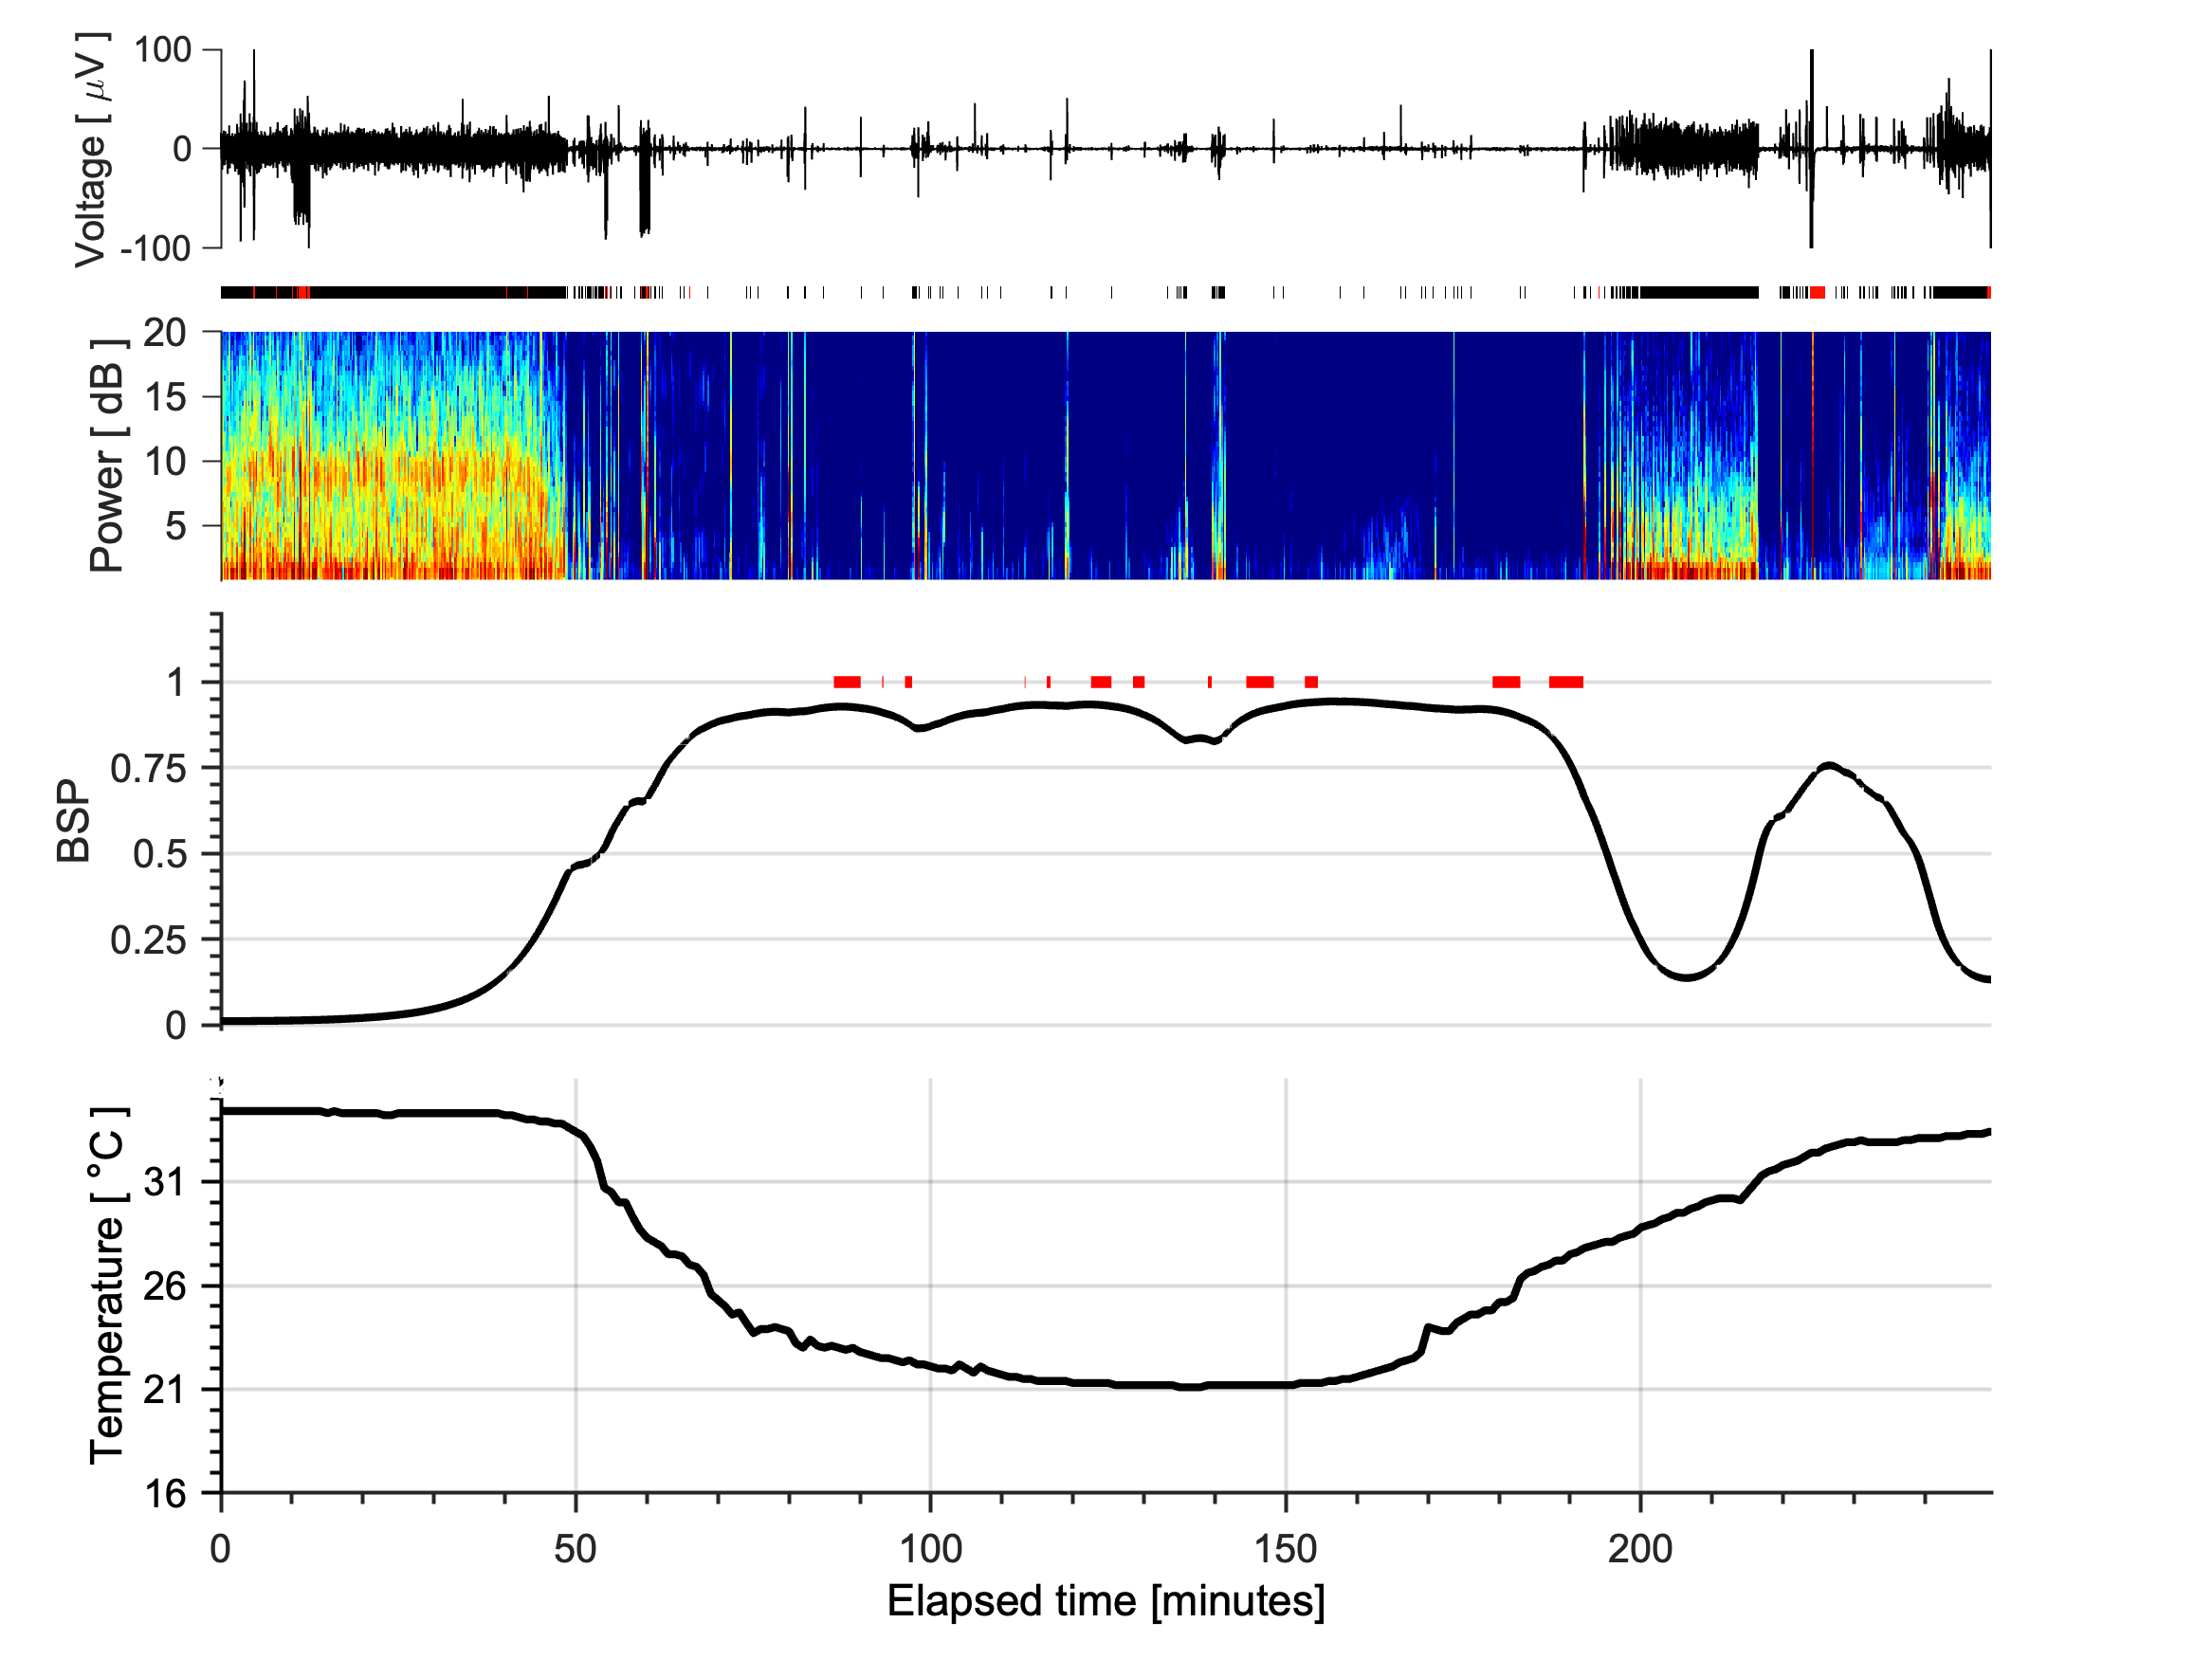 Voltage [ μV ]
100
0
-100
Power [ dB ]
20
15
10
5
BSP
1
0.75
0.5
0.25
0
Temperature [ °C ]
31
26
21
16
0 50 100 150 200
Elapsed time [minutes]